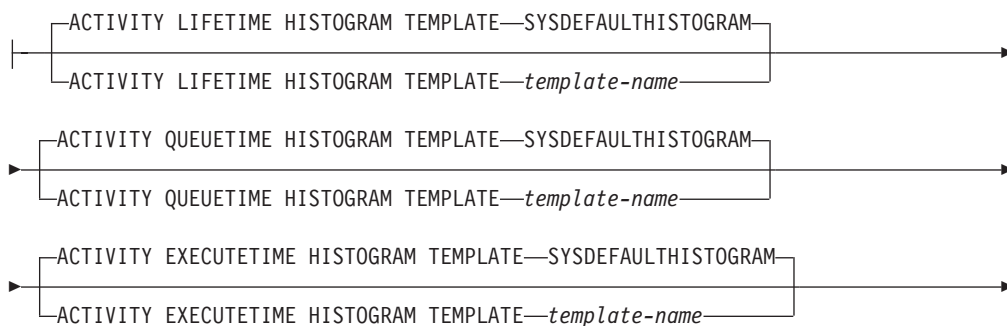 ACTIVITY LIFETIME HISTOGRAM TEMPLATE SYSDEFAULTHISTOGRAM
ACTIVITY LIFETIME HISTOGRAM TEMPLATE template-name
ACTIVITY QUEUETIME HISTOGRAM TEMPLATE SYSDEFAULTHISTOGRAM
ACTIVITY QUEUETIME HISTOGRAM TEMPLATE template-name
ACTIVITY EXECUTETIME HISTOGRAM TEMPLATE SYSDEFAULTHISTOGRAM
ACTIVITY EXECUTETIME HISTOGRAM TEMPLATE template-name